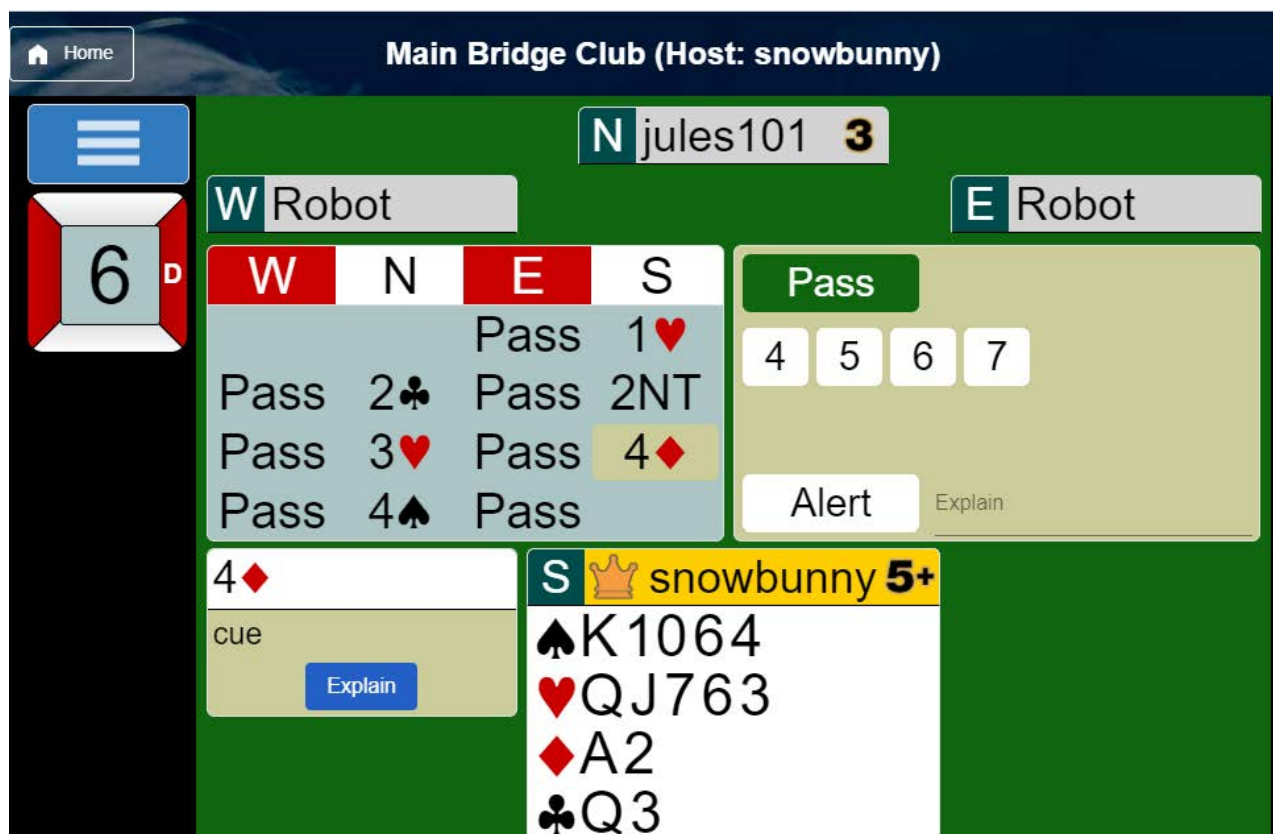 Home
Main Bridge Club (Host: snowbunny)
N jules101 3
W Robot
E Robot
6 D
W N E S
Pass 1♥
Pass 2♣ Pass 2NT
Pass 3♥ Pass 4♦
Pass 4♠ Pass
Pass
4 5 6 7
Alert Explain
4♦
cue
Explain
S snowbunny 5+
♠K1064
♥QJ763
♦A2
♣Q3